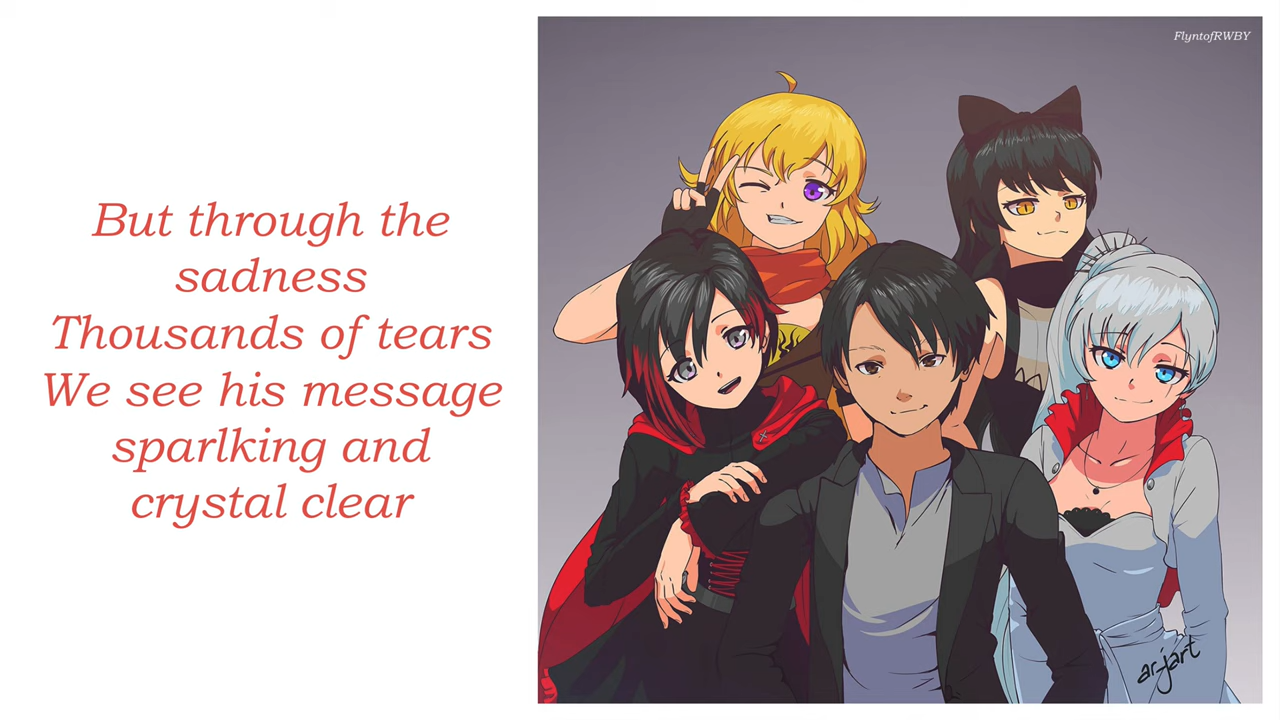 But through the
sadness
Thousands of tears
We see his message
sparlking and
crystal clear
FlyntofRWBY
arjart